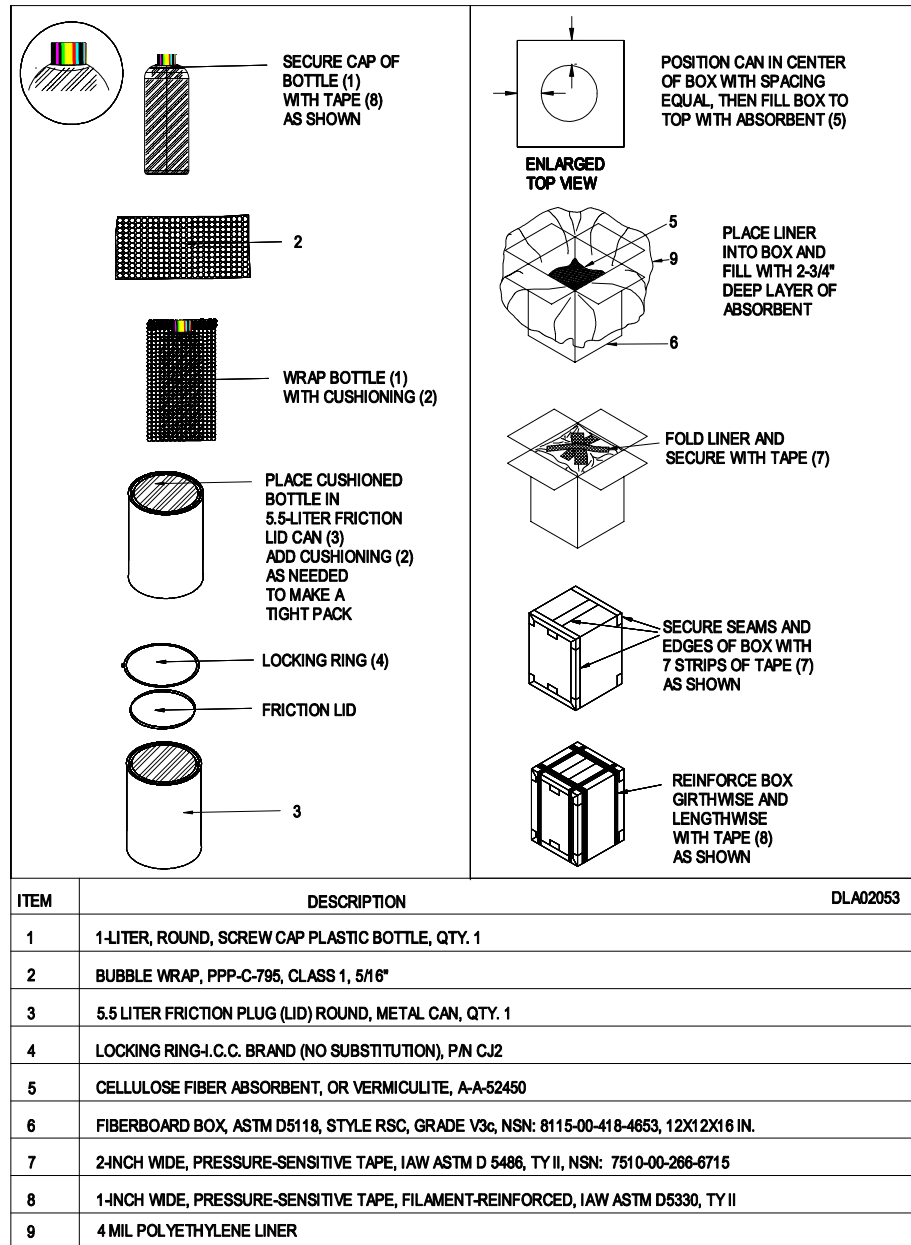 SECURE CAP OF
BOTTLE (1)
WITH TAPE (8)
AS SHOWN
2
WRAP BOTTLE (1)
WITH CUSHIONING (2)
PLACE CUSHIONED
BOTTLE IN
5.5-LITER FRICTION
LID CAN (3)
ADD CUSHIONING (2)
AS NEEDED
TO MAKE A
TIGHT PACK
LOCKING RING (4)
FRICTION LID
3
POSITION CAN IN CENTER
OF BOX WITH SPACING
EQUAL, THEN FILL BOX TO
TOP WITH ABSORBENT (5)
ENLARGED
TOP VIEW
5
9
6
PLACE LINER
INTO BOX AND
FILL WITH 2-3/4"
DEEP LAYER OF
ABSORBENT
FOLD LINER AND
SECURE WITH TAPE (7)
SECURE SEAMS AND
EDGES OF BOX WITH
7 STRIPS OF TAPE (7)
AS SHOWN
REINFORCE BOX
GIRTHWISE AND
LENGTHWISE
WITH TAPE (8)
AS SHOWN
ITEM DESCRIPTION DLA02053
1 1-LITER, ROUND, SCREW CAP PLASTIC BOTTLE, QTY. 1
2 BUBBLE WRAP, PPP-C-795, CLASS 1, 5/16"
3 5.5 LITER FRICTION PLUG (LID) ROUND, METAL CAN, QTY. 1
4 LOCKING RING-I.C.C. BRAND (NO SUBSTITUTION), P/N CJ2
5 CELLULOSE FIBER ABSORBENT, OR VERMICULITE, A-A-52450
6 FIBERBOARD BOX, ASTM D5118, STYLE RSC, GRADE V3c, NSN: 8115-00-418-4653, 12X12X16 IN.
7 2-INCH WIDE, PRESSURE-SENSITIVE TAPE, IAW ASTM D 5486, TY II, NSN: 7510-00-266-6715
8 1-INCH WIDE, PRESSURE-SENSITIVE TAPE, FILAMENT-REINFORCED, IAW ASTM D5330, TY II
9 4 MIL POLYETHYLENE LINER